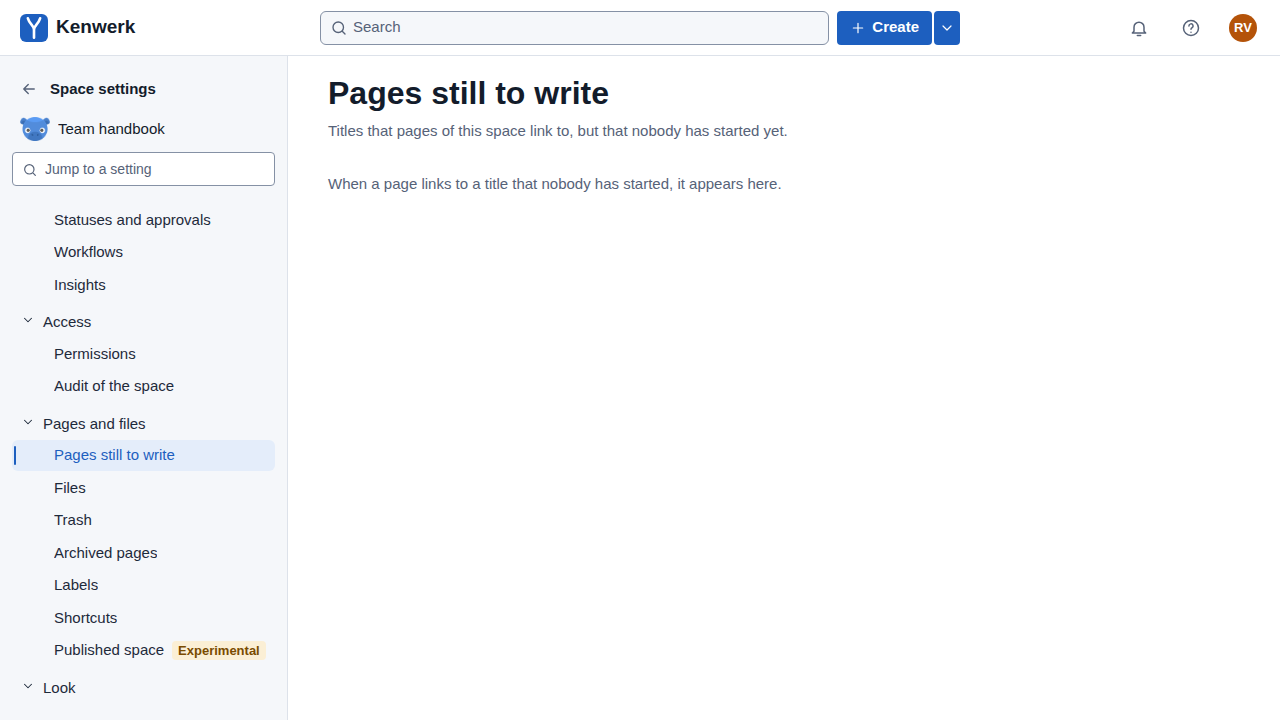 Kenwerk
Search
Create
RV
Space settings
Team handbook
Jump to a setting
Statuses and approvals
Workflows
Insights
Access
Permissions
Audit of the space
Pages and files
Pages still to write
Files
Trash
Archived pages
Labels
Shortcuts
Published space Experimental
Look
Pages still to write
Titles that pages of this space link to, but that nobody has started yet.
When a page links to a title that nobody has started, it appears here.